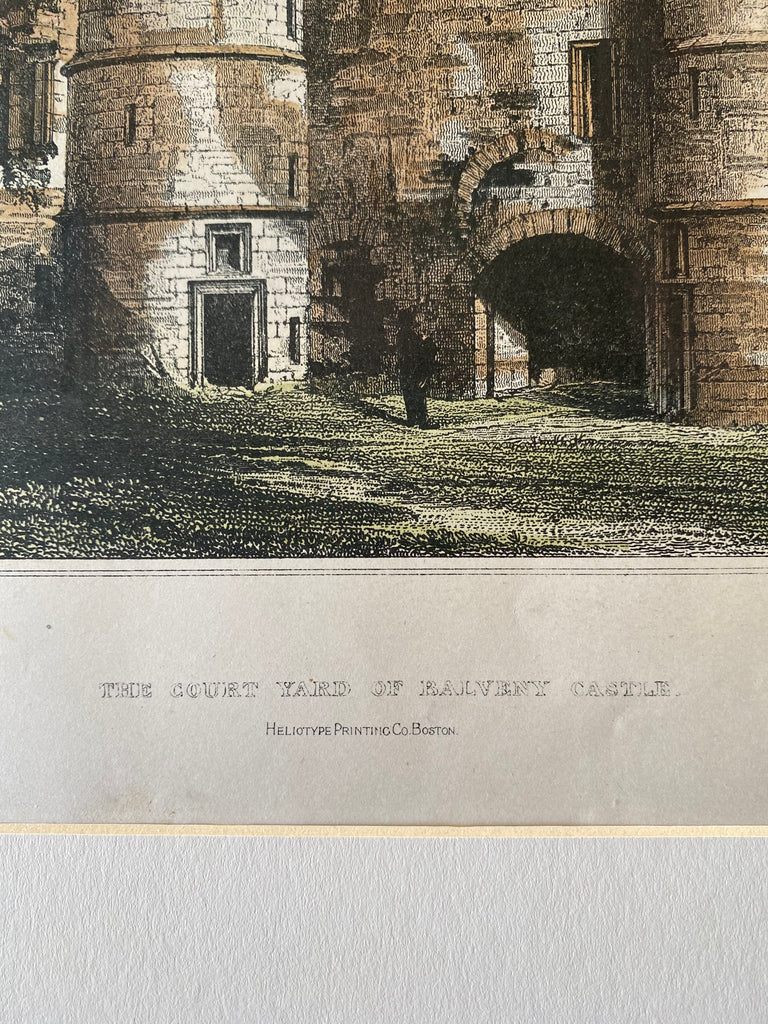 THE COURT YARD OF BALVENY CASTLE.
HELIOTYPE PRINTING CO. BOSTON.